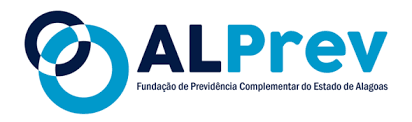 ALPrev
Fundação de Previdência Complementar do Estado de Alagoas